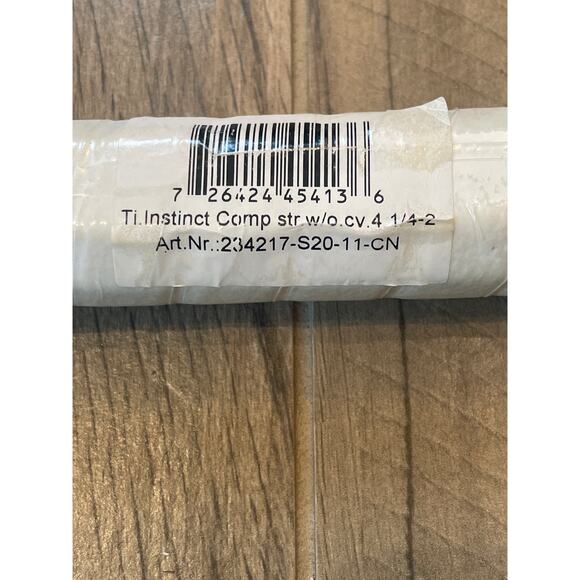 7 26424 45413 6
Ti.Instinct Comp str.w/o.cv.4 1/4-2
Art.Nr.:234217-S20-11-CN